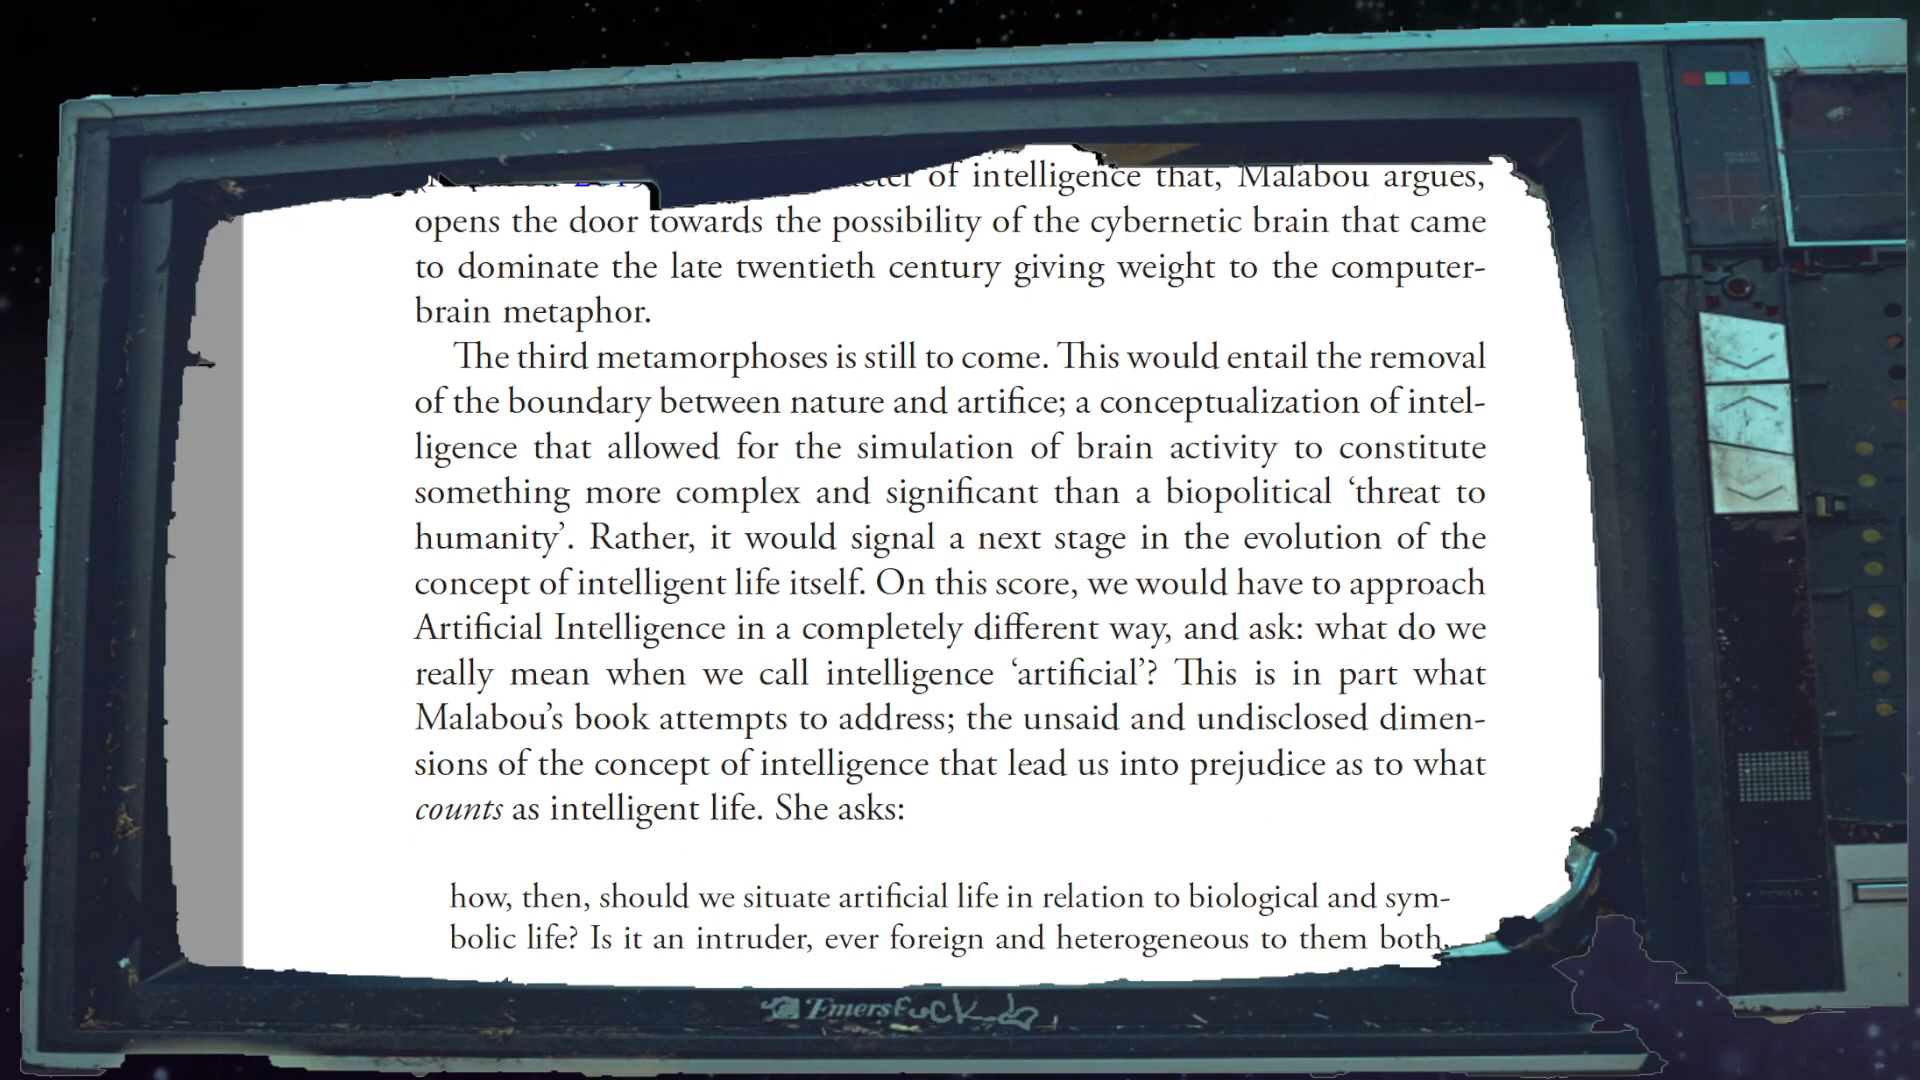 of intelligence that, Malabou argues,
opens the door towards the possibility of the cybernetic brain that came
to dominate the late twentieth century giving weight to the computer-
brain metaphor.
The third metamorphoses is still to come. This would entail the removal
of the boundary between nature and artifice; a conceptualization of intel-
ligence that allowed for the simulation of brain activity to constitute
something more complex and significant than a biopolitical ‘threat to
humanity’. Rather, it would signal a next stage in the evolution of the
concept of intelligent life itself. On this score, we would have to approach
Artificial Intelligence in a completely different way, and ask: what do we
really mean when we call intelligence ‘artificial’? This is in part what
Malabou’s book attempts to address; the unsaid and undisclosed dimen-
sions of the concept of intelligence that lead us into prejudice as to what
counts as intelligent life. She asks:
how, then, should we situate artificial life in relation to biological and sym-
bolic life? Is it an intruder, ever foreign and heterogeneous to them both,